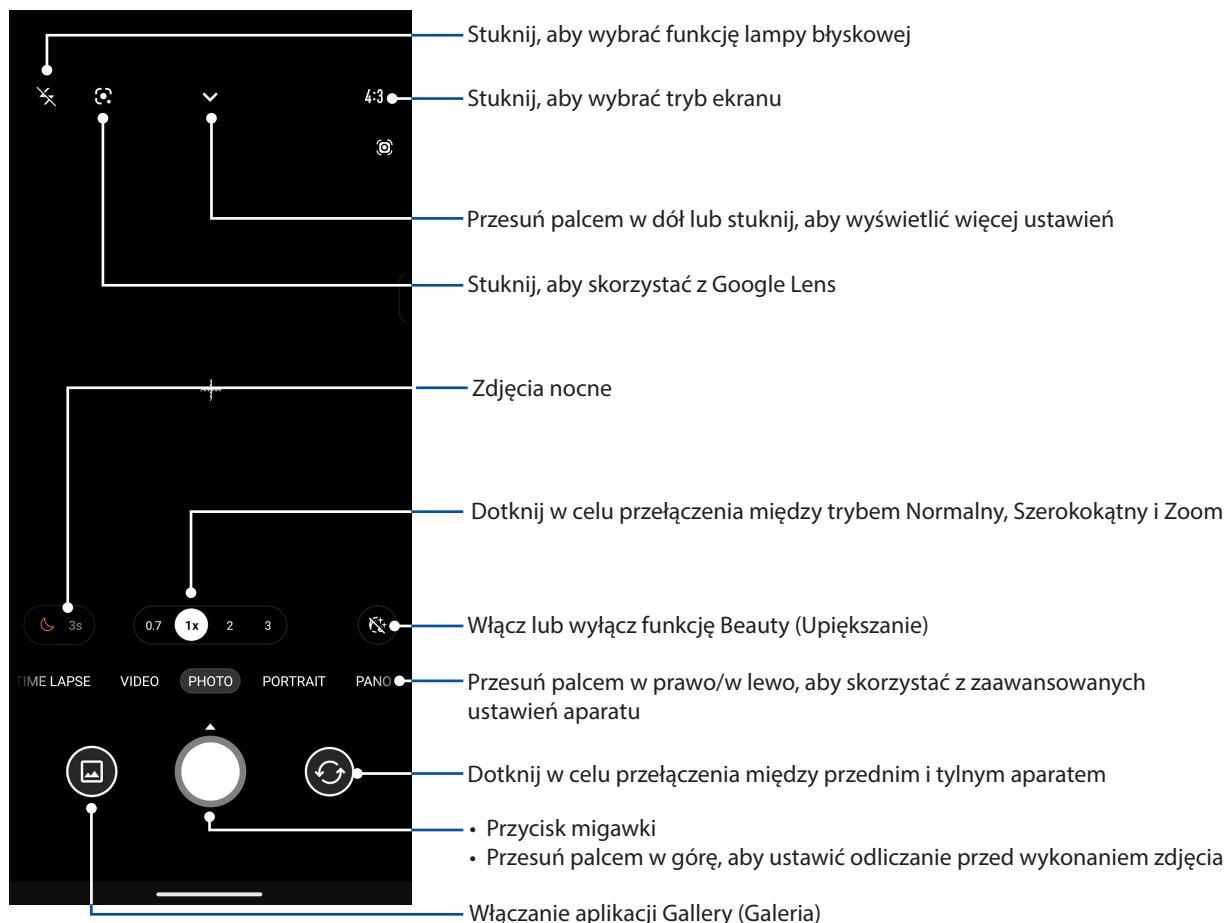 Stuknij, aby wybrać funkcję lampy błyskowej
4:3
Stuknij, aby wybrać tryb ekranu
Przesuń palcem w dół lub stuknij, aby wyświetlić więcej ustawień
Stuknij, aby skorzystać z Google Lens
Zdjęcia nocne
Dotknij w celu przełączenia między trybem Normalny, Szerokokątny i Zoom
3s
0.7 1x 2 3
Włącz lub wyłącz funkcję Beauty (Upiększanie)
TIME LAPSE VIDEO PHOTO PORTRAIT PANO
Przesuń palcem w prawo/w lewo, aby skorzystać z zaawansowanych
ustawień aparatu
Dotknij w celu przełączenia między przednim i tylnym aparatem
• Przycisk migawki
• Przesuń palcem w górę, aby ustawić odliczanie przed wykonaniem zdjęcia
Włączanie aplikacji Gallery (Galeria)